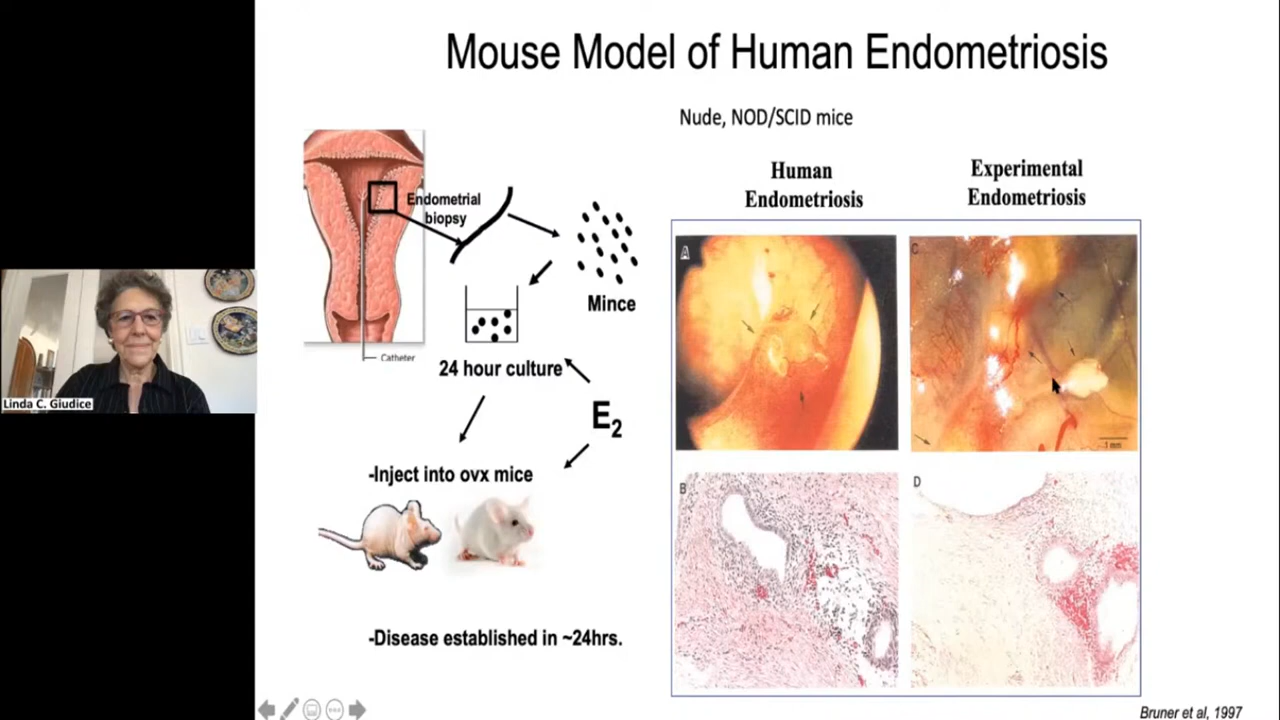 Mouse Model of Human Endometriosis
Nude, NOD/SCID mice
Endometrial
biopsy
Mince
Catheter
24 hour culture
E2
-Inject into ovx mice
-Disease established in ~24hrs.
Human
Endometriosis
Experimental
Endometriosis
A
C
1 mm
B
D
Bruner et al, 1997
Linda C. Giudice